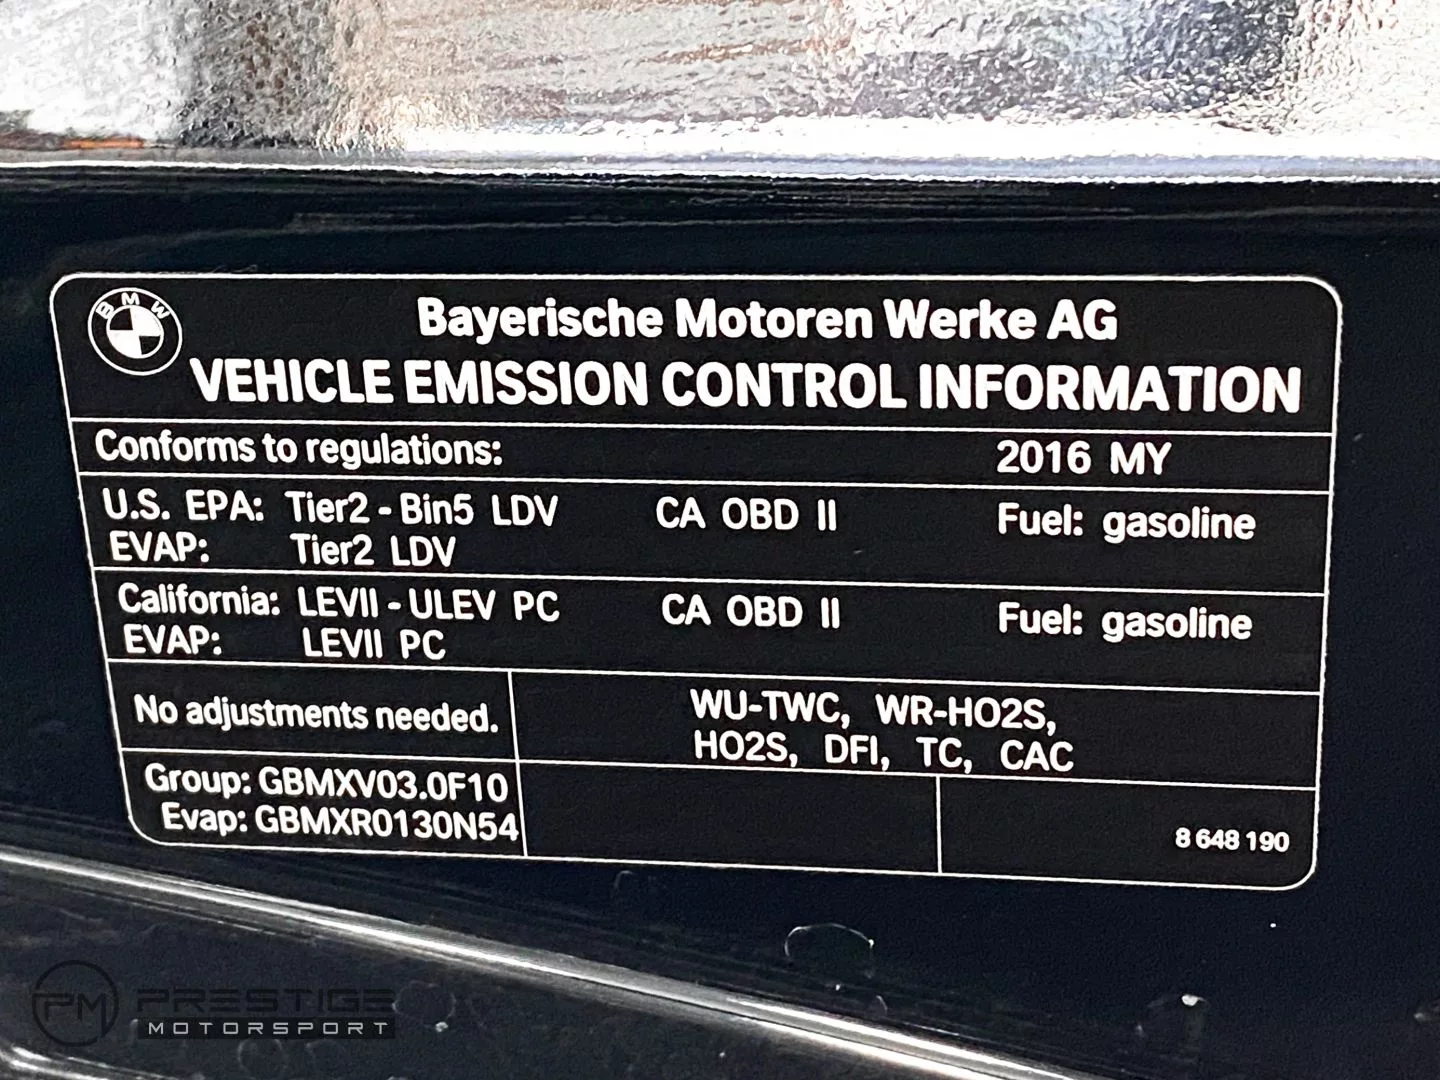 BMW
Bayerische Motoren Werke AG
VEHICLE EMISSION CONTROL INFORMATION
Conforms to regulations: 2016 MY
U.S. EPA: Tier2 - Bin5 LDV CA OBD II Fuel: gasoline
EVAP: Tier2 LDV
California: LEVII - ULEV PC CA OBD II Fuel: gasoline
EVAP: LEVII PC
No adjustments needed.
WU-TWC, WR-HO2S,
HO2S, DFI, TC, CAC
Group: GBMXV03.0F10
Evap: GBMXR0130N54
8 648 190
PM PRESTIGE
MOTORSPORT